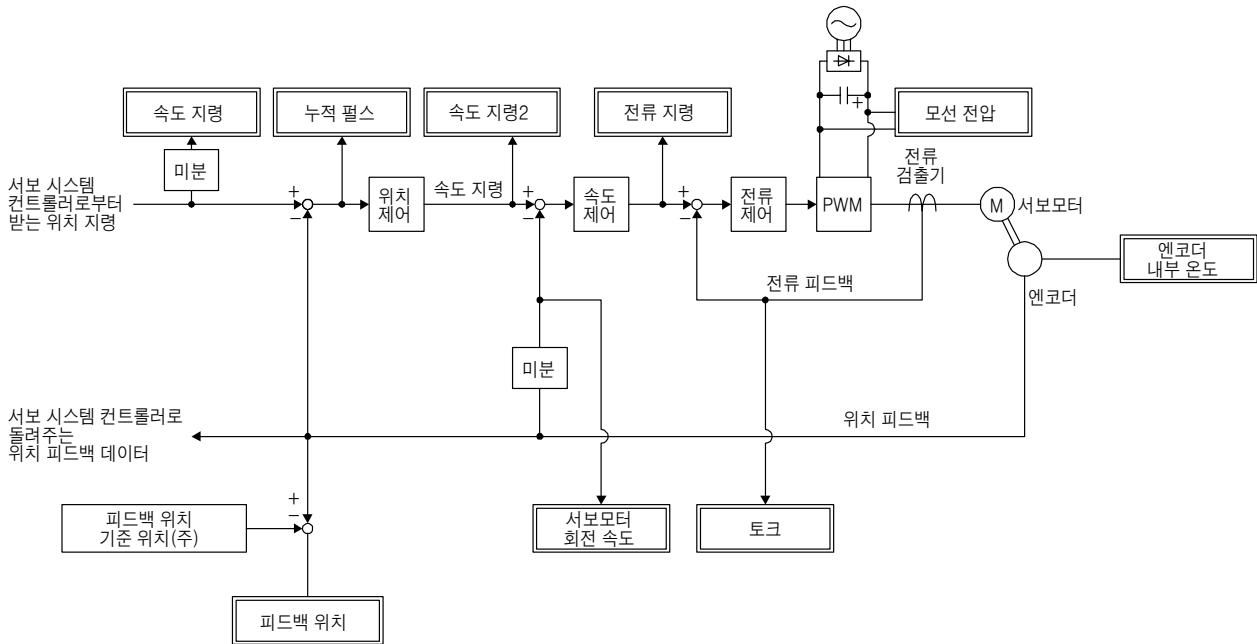 속도 지령
누적 펄스
속도 지령2
전류 지령
모선 전압
+
미분
전류
검출기
서보 시스템
컨트롤러로부터
받는 위치 지령
+
−
위치
제어
속도 지령
+
−
속도
제어
+
−
전류
제어
PWM
M
서보모터
엔코더
내부 온도
전류 피드백
엔코더
미분
서보 시스템 컨트롤러로
돌려주는
위치 피드백 데이터
위치 피드백
+
−
피드백 위치
기준 위치(주)
서보모터
회전 속도
토크
피드백 위치